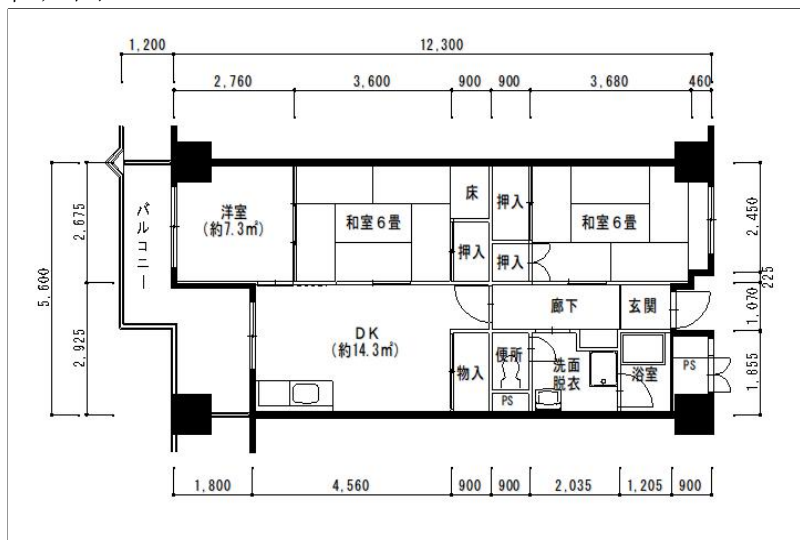 1,200
12,300
2,760
3,600
900
900
3,680
460
5,600
2,675
2,925
バルコニー
洋室
(約7.3㎡)
和室6畳
床
押入
押入
押入
和室6畳
2,450
225
1,070
1,855
DK
(約14.3㎡)
廊下
玄関
物入
便所
PS
洗面
脱衣
浴室
PS
1,800
4,560
900
900
2,035
1,205
900